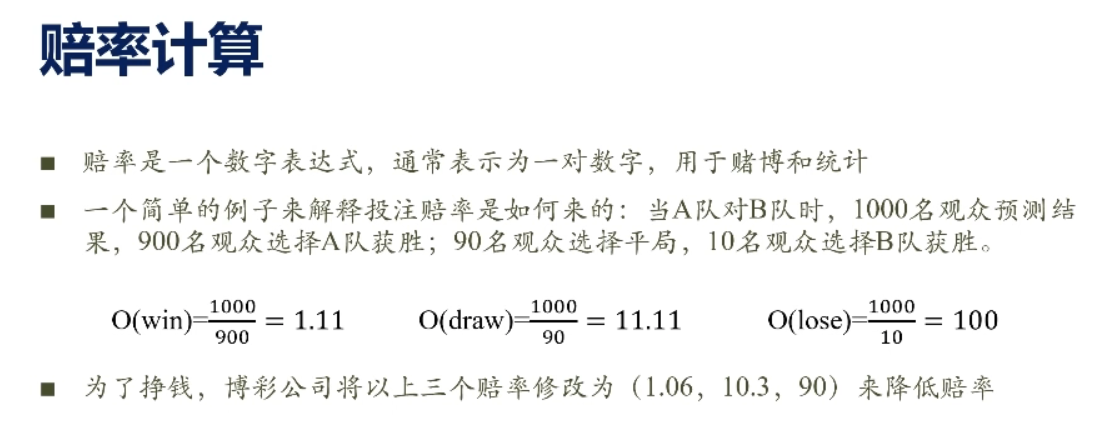 赔率计算
■ 赔率是一个数字表达式，通常表示为一对数字，用于赌博和统计
■ 一个简单的例子来解释投注赔率是如何来的：当A队对B队时，1000名观众预测结
果，900名观众选择A队获胜；90名观众选择平局，10名观众选择B队获胜。
O(win)=1000/900 = 1.11 O(draw)=1000/90 = 11.11 O(lose)=1000/10 = 100
■ 为了挣钱，博彩公司将以上三个赔率修改为（1.06，10.3，90）来降低赔率